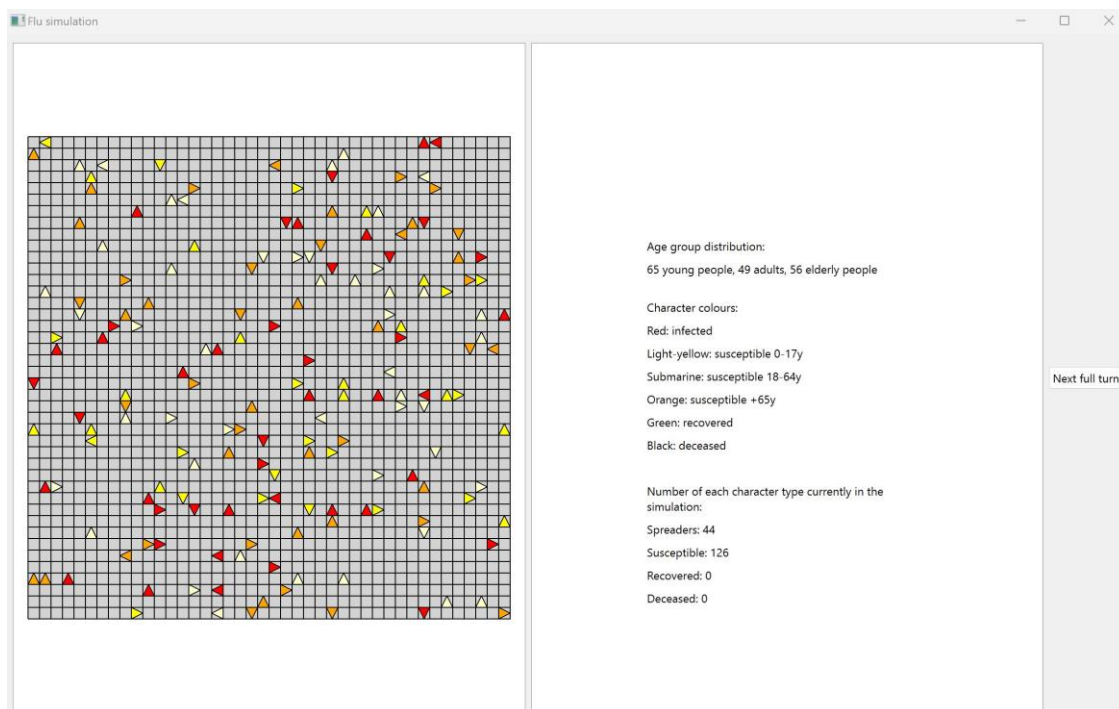 Flu simulation
Age group distribution:
65 young people, 49 adults, 56 elderly people
Character colours:
Red: infected
Light-yellow: susceptible 0-17y
Submarine: susceptible 18-64y
Orange: susceptible +65y
Green: recovered
Black: deceased
Number of each character type currently in the
simulation:
Spreaders: 44
Susceptible: 126
Recovered: 0
Deceased: 0
Next full turn